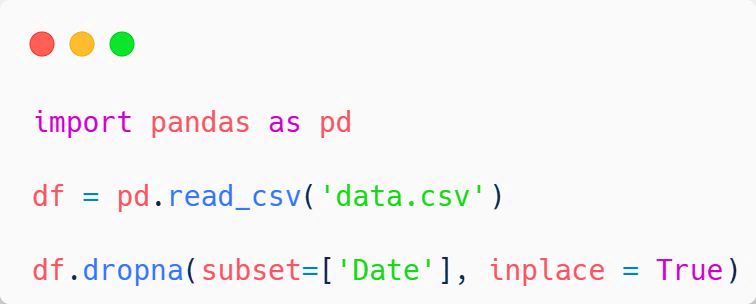 import pandas as pd
df = pd.read_csv('data.csv')
df.dropna(subset=['Date'], inplace = True)